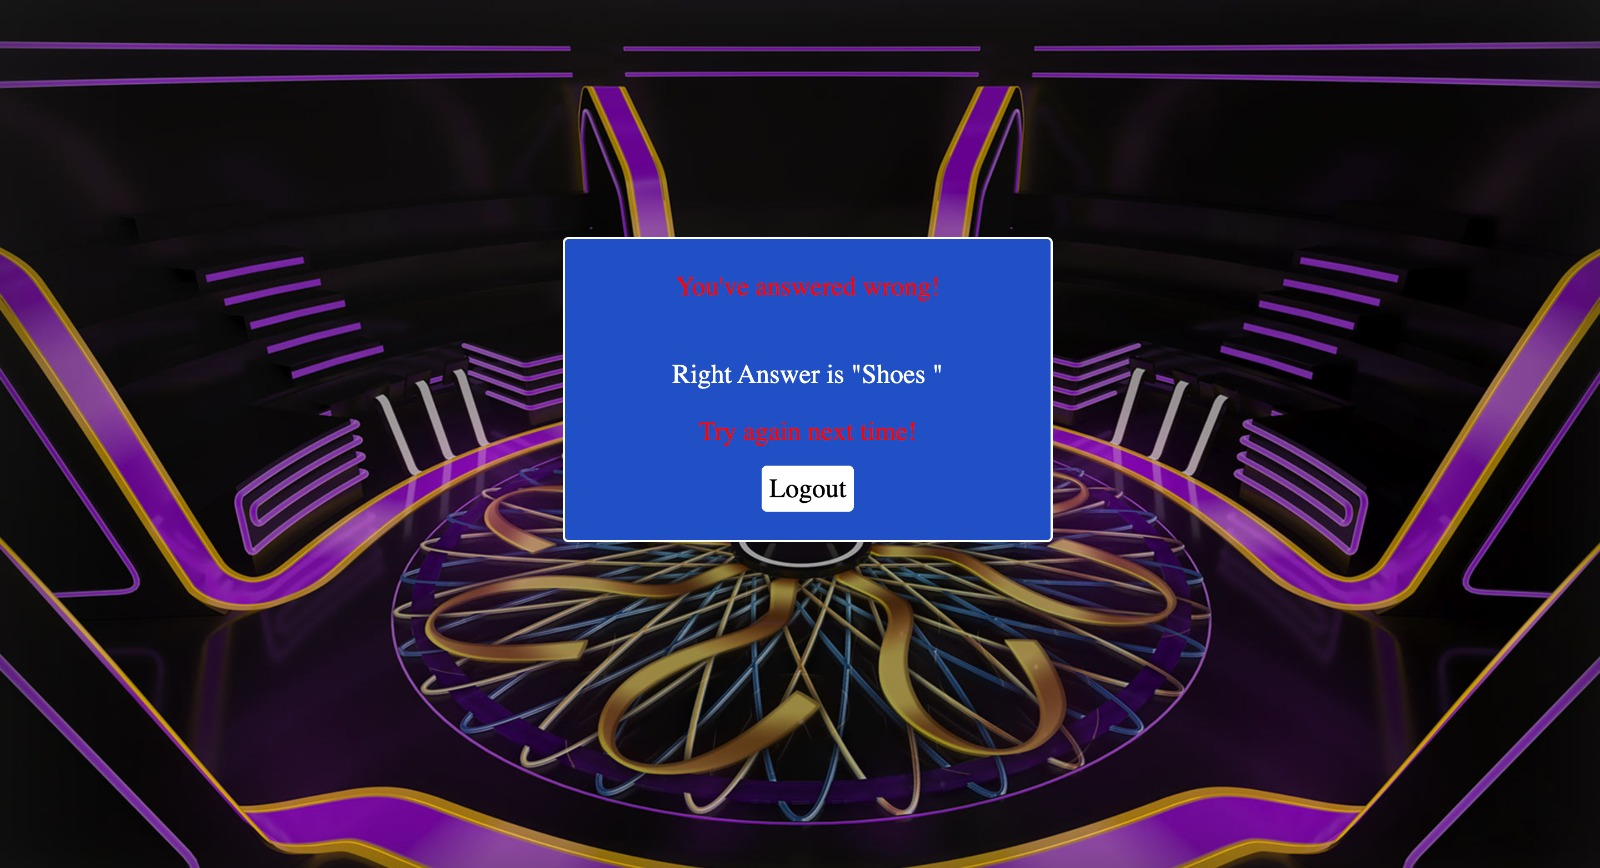 You've answered wrong!
Right Answer is "Shoes "
Try again next time!
Logout